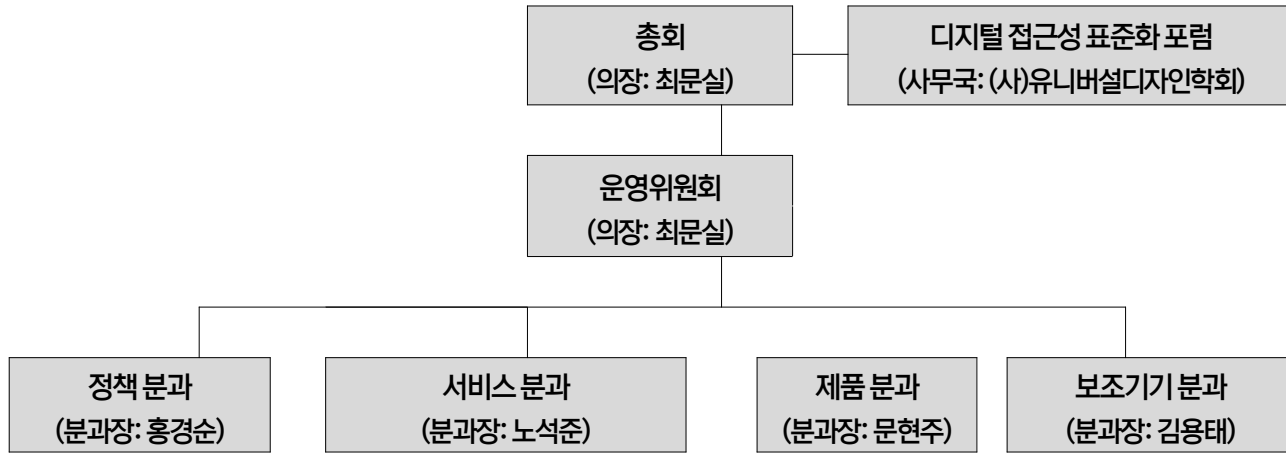 총회
(의장: 최문실)
디지털 접근성 표준화 포럼
(사무국: (사)유니버설디자인학회)
운영위원회
(의장: 최문실)
정책 분과
(분과장: 홍경순)
서비스 분과
(분과장: 노석준)
제품 분과
(분과장: 문현주)
보조기기 분과
(분과장: 김용태)